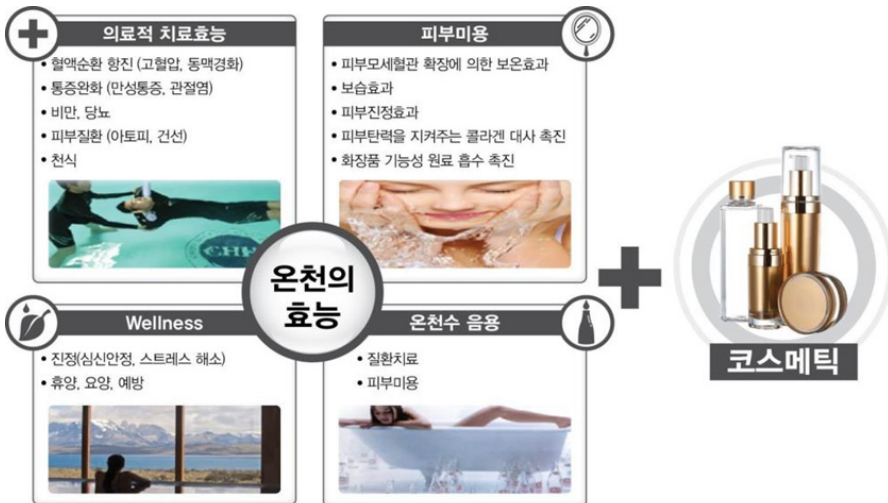 의료적 치료효능
• 혈액순환 항진 (고혈압, 동맥경화)
• 통증완화 (만성통증, 관절염)
• 비만, 당뇨
• 피부질환 (아토피, 건선)
• 천식
피부미용
• 피부모세혈관 확장에 의한 보온효과
• 보습효과
• 피부진정효과
• 피부탄력을 지켜주는 콜라겐 대사 촉진
• 화장품 기능성 원료 흡수 촉진
온천의
효능
Wellness
• 진정(심신안정, 스트레스 해소)
• 휴양, 요양, 예방
온천수 음용
• 질환치료
• 피부미용
코스메틱